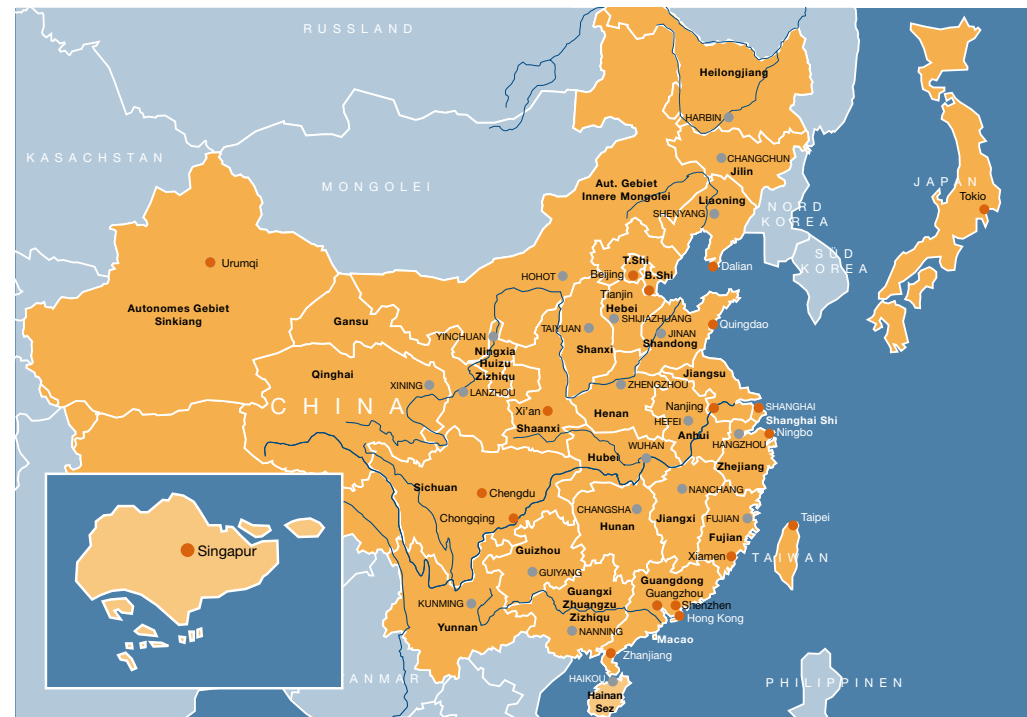 RUSSLAND
Heilongjiang
HARBIN
KASACHSTAN
CHANGCHUN
Jilin
MONGOLEI
Aut. Gebiet
Innere Mongolei
JAPAN
Tokio
Liaoning
SHENYANG
NORD
KOREA
SÜD
KOREA
Urumqi
T.Shi
Beijing
B.Shi
Dalian
HOHOT
Tianjin
Hebei
Autonomes Gebiet
Sinkiang
Gansu
SHIJIAZHUANG
TAIYUAN
JINAN
Quingdao
YINCHUAN
Shandong
Shanxi
Ningxia
Huizu
Zizhiqu
Qinghai
Jiangsu
XINING
LANZHOU
ZHENGZHOU
CHINA
Xi'an
Henan
Nanjing
SHANGHAI
Shanghai Shi
HEFEI
Shaanxi
Anhui
Ningbo
WUHAN
HANGZHOU
Hubei
Zhejiang
Sichuan
Chengdu
NANCHANG
CHANGSHA
Chongqing
Hunan
Jiangxi
FUJIAN
Taipei
Fujian
Singapur
Guizhou
Xiamen
TAIWAN
GUIYANG
Guangdong
Guangxi
Zhuangzu
Zizhiqu
Guangzhou
KUNMING
Shenzhen
Hong Kong
Yunnan
NANNING
Macao
Zhanjiang
HAIKOU
Hainan
Sez
YANMAR
PHILIPPINEN